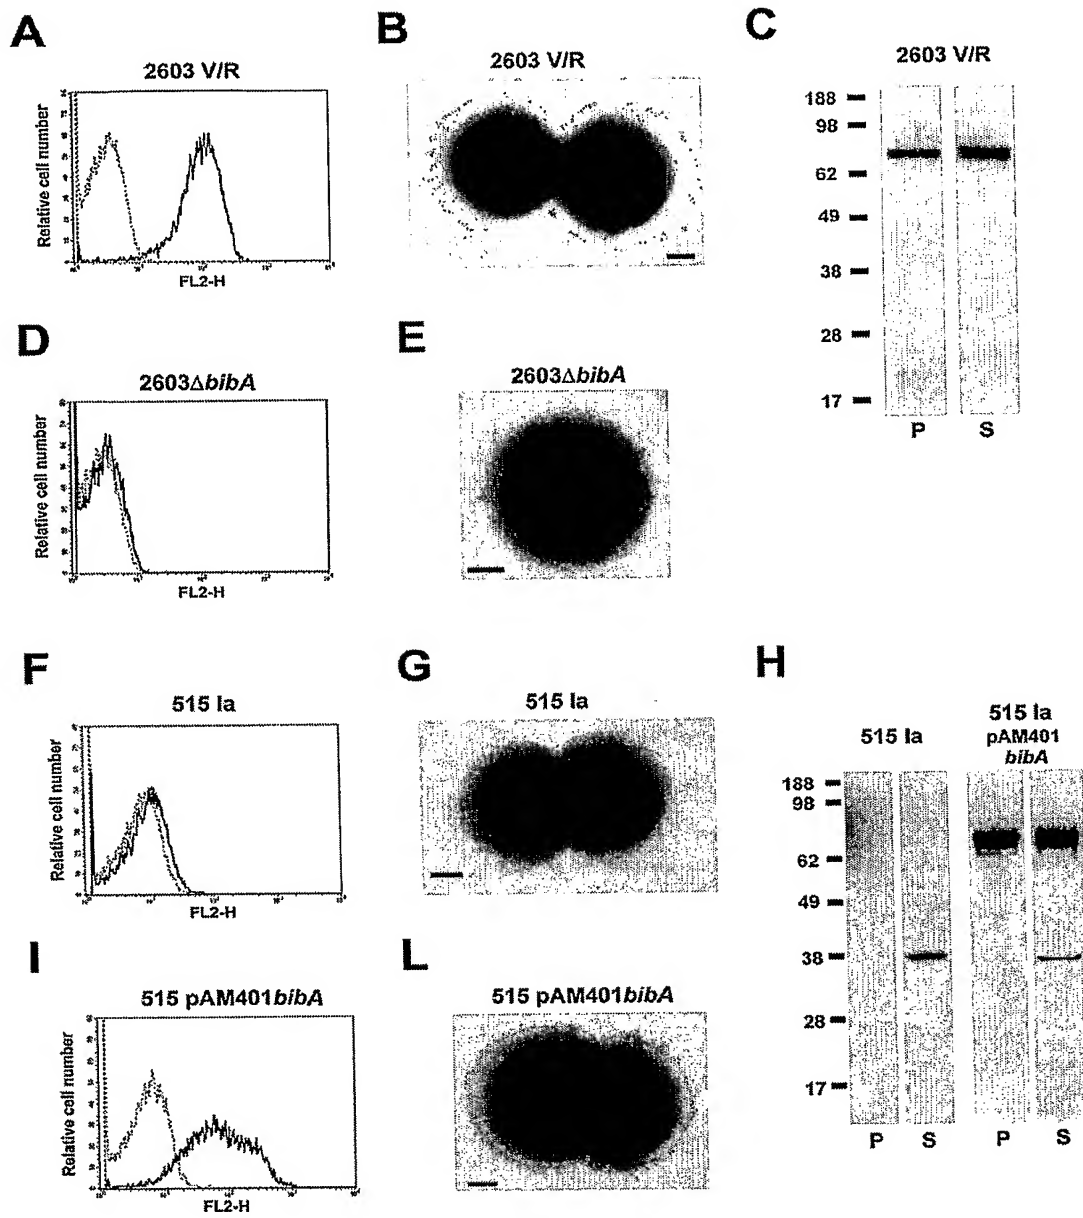 A
2603 V/R
Relative cell number
FL2-H
B
2603 V/R
C
2603 V/R
188
98
62
49
38
28
17
P S
D
2603ΔbibA
Relative cell number
FL2-H
E
2603ΔbibA
F
515 Ia
Relative cell number
FL2-H
G
515 Ia
H
515 Ia
515 Ia
pAM401
bibA
188
98
62
49
38
28
17
P S P S
I
515 pAM401bibA
Relative cell number
FL2-H
L
515 pAM401bibA